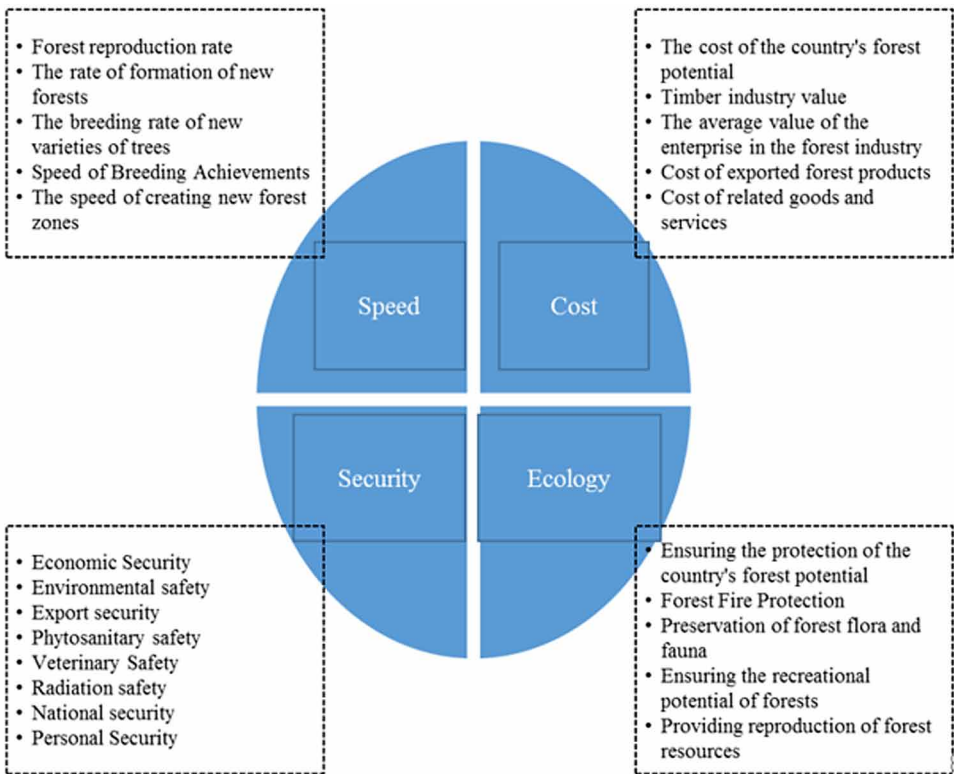 • Forest reproduction rate
• The rate of formation of new
forests
• The breeding rate of new
varieties of trees
• Speed of Breeding Achievements
• The speed of creating new forest
zones
• The cost of the country's forest
potential
• Timber industry value
• The average value of the
enterprise in the forest industry
• Cost of exported forest products
• Cost of related goods and
services
Speed
Cost
Security
Ecology
• Economic Security
• Environmental safety
• Export security
• Phytosanitary safety
• Veterinary Safety
• Radiation safety
• National security
• Personal Security
• Ensuring the protection of the
country's forest potential
• Forest Fire Protection
• Preservation of forest flora and
fauna
• Ensuring the recreational
potential of forests
• Providing reproduction of forest
resources